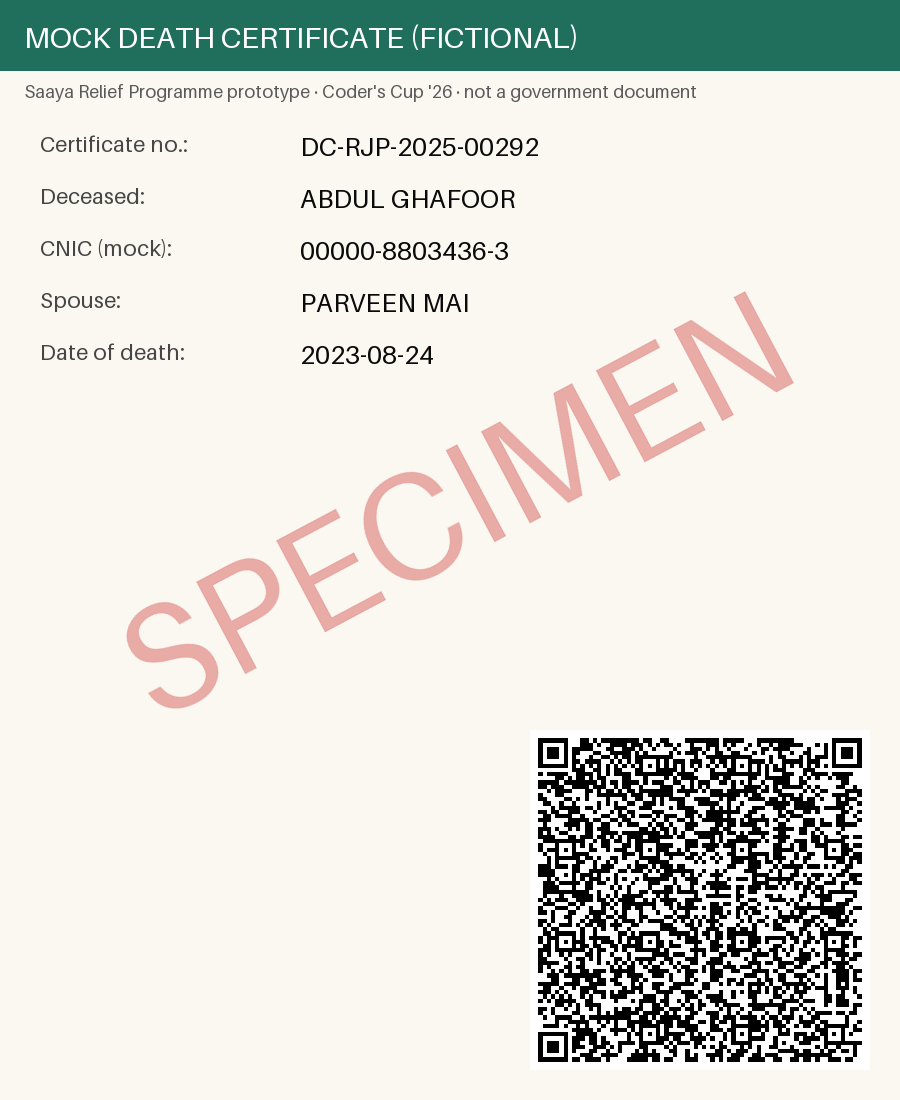 MOCK DEATH CERTIFICATE (FICTIONAL)
Saaya Relief Programme prototype · Coder's Cup '26 · not a government document
Certificate no.: DC-RJP-2025-00292
Deceased: ABDUL GHAFOOR
CNIC (mock): 00000-8803436-3
Spouse: PARVEEN MAI
Date of death: 2023-08-24
SPECIMEN